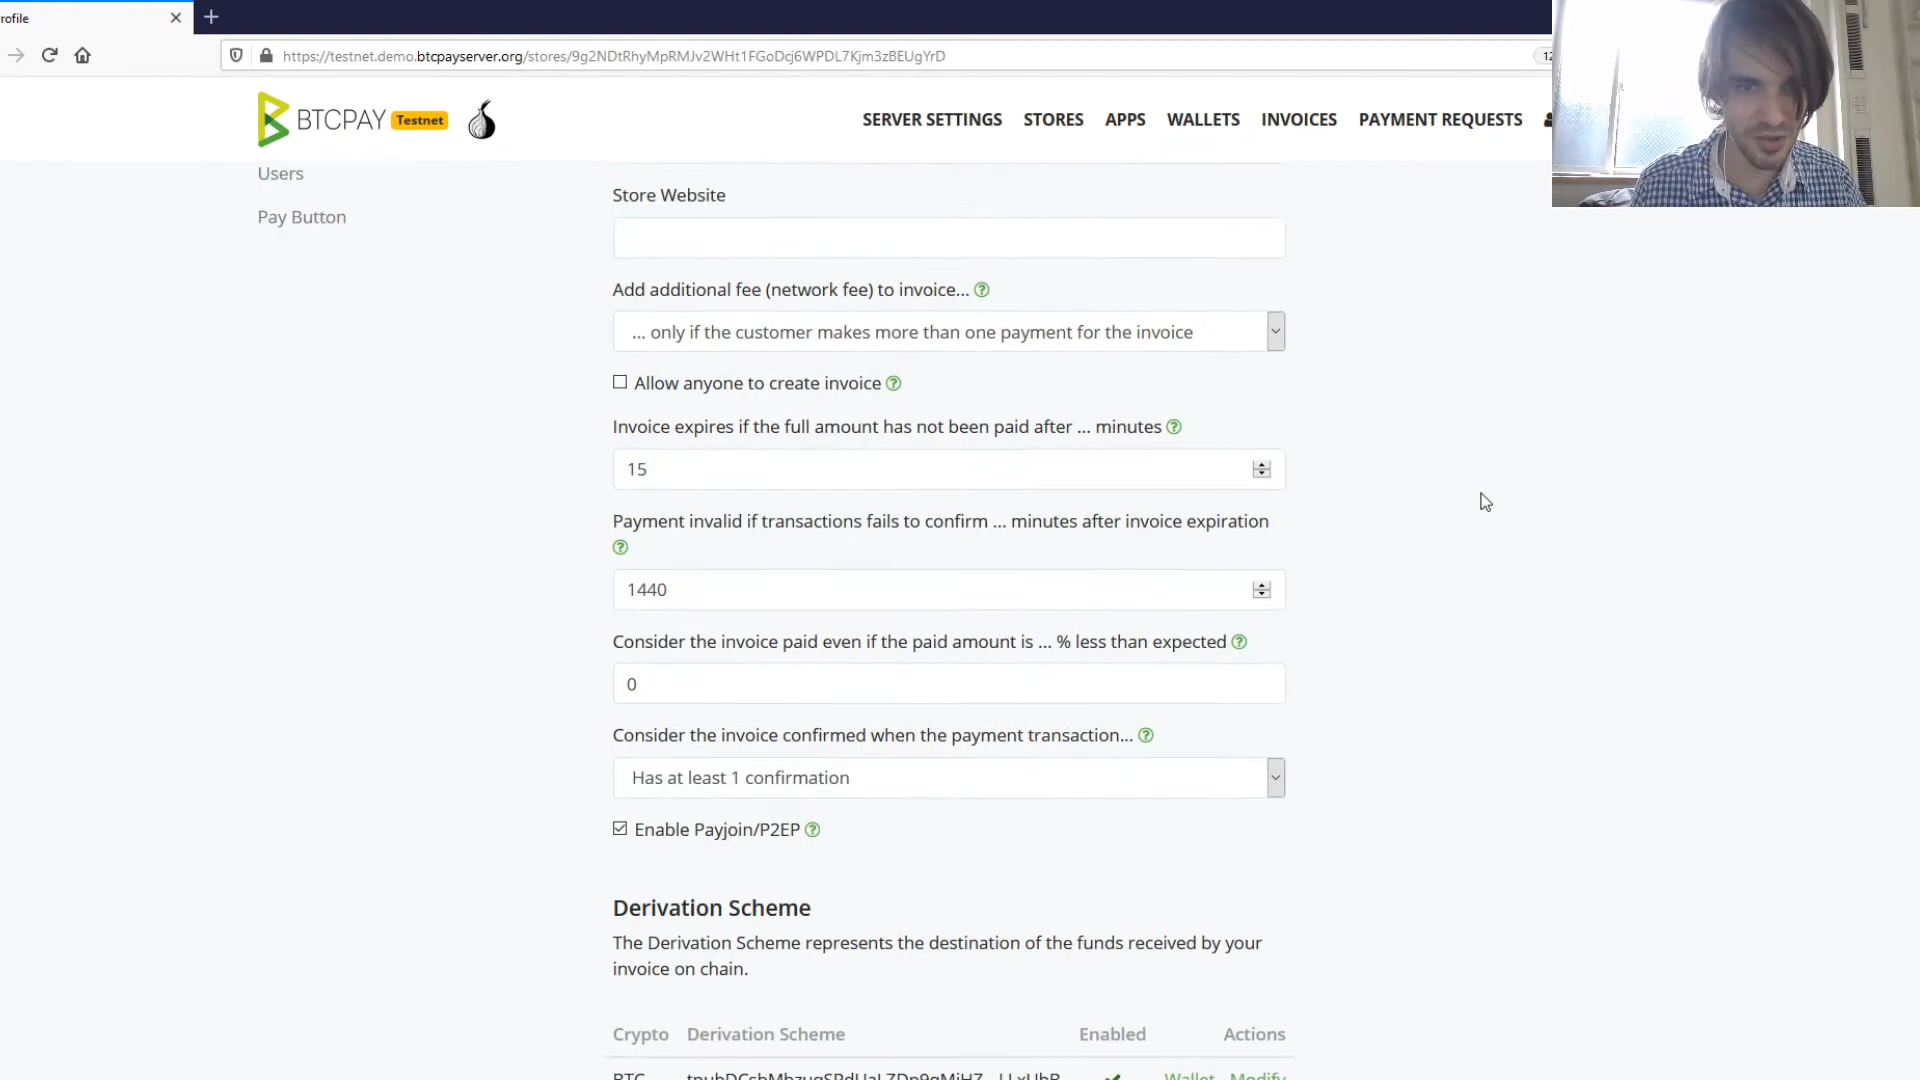 rofile
https://testnet.demo.btcpayserver.org/stores/9g2NDtRhyMpRMJv2WHt1FGoDcj6WPDL7Kjm3zBEUgYrD
BTCPAY Testnet
SERVER SETTINGS STORES APPS WALLETS INVOICES PAYMENT REQUESTS
Users
Pay Button
Store Website
Add additional fee (network fee) to invoice...
... only if the customer makes more than one payment for the invoice
Allow anyone to create invoice
Invoice expires if the full amount has not been paid after ... minutes
15
Payment invalid if transactions fails to confirm ... minutes after invoice expiration
1440
Consider the invoice paid even if the paid amount is ... % less than expected
0
Consider the invoice confirmed when the payment transaction...
Has at least 1 confirmation
Enable Payjoin/P2EP
Derivation Scheme
The Derivation Scheme represents the destination of the funds received by your
invoice on chain.
Crypto Derivation Scheme Enabled Actions
BTC Wallet Modify